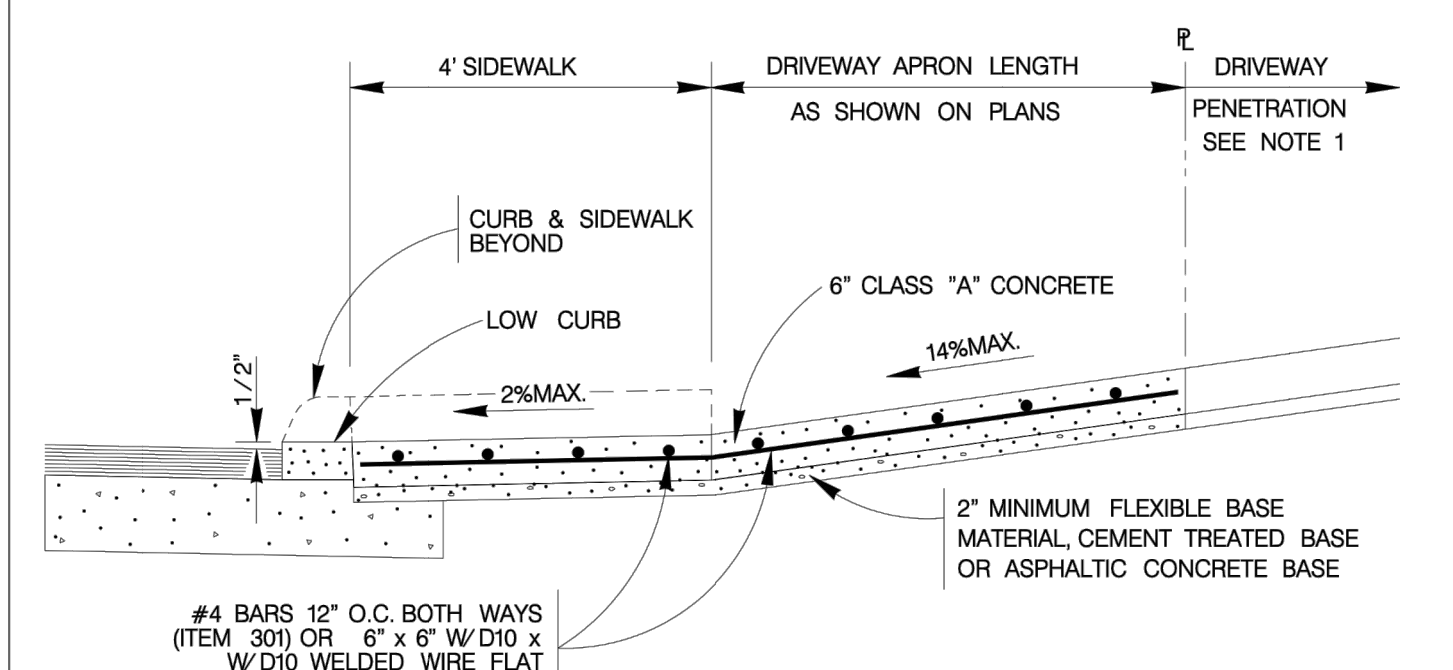 ℄
4' SIDEWALK
DRIVEWAY APRON LENGTH
AS SHOWN ON PLANS
DRIVEWAY
PENETRATION
SEE NOTE 1
CURB & SIDEWALK
BEYOND
6" CLASS "A" CONCRETE
LOW CURB
14%MAX.
1/2"
2%MAX.
2" MINIMUM FLEXIBLE BASE
MATERIAL, CEMENT TREATED BASE
OR ASPHALTIC CONCRETE BASE
#4 BARS 12" O.C. BOTH WAYS
(ITEM 301) OR 6" x 6" W/D10 x
W/D10 WELDED WIRE FLAT